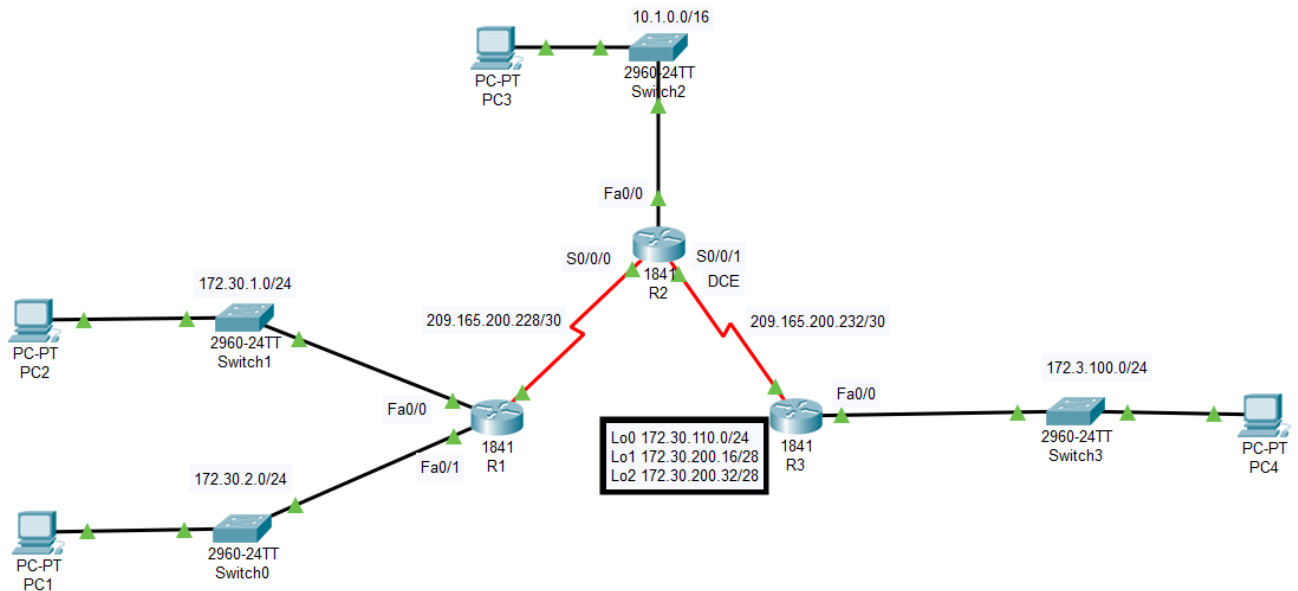 10.1.0.0/16
PC-PT
PC3
2960-24TT
Switch2
Fa0/0
S0/0/0
S0/0/1
1841
R2
DCE
172.30.1.0/24
209.165.200.228/30
209.165.200.232/30
PC-PT
PC2
2960-24TT
Switch1
172.3.100.0/24
Fa0/0
Fa0/0
1841
R1
Lo0 172.30.110.0/24
Lo1 172.30.200.16/28
Lo2 172.30.200.32/28
1841
R3
2960-24TT
Switch3
PC-PT
PC4
Fa0/1
172.30.2.0/24
2960-24TT
Switch0
PC-PT
PC1